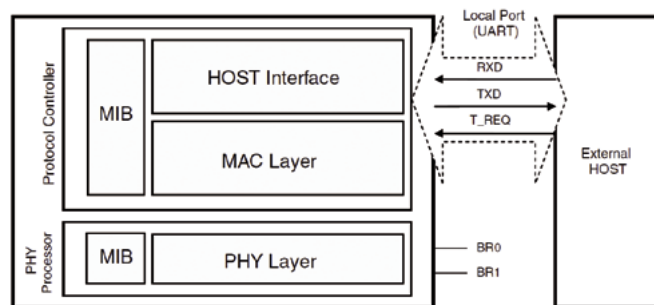 Local Port
(UART)
Protocol Controller
MIB
HOST Interface
MAC Layer
RXD
TXD
T_REQ
External
HOST
PHY
Processor
MIB
PHY Layer
BR0
BR1